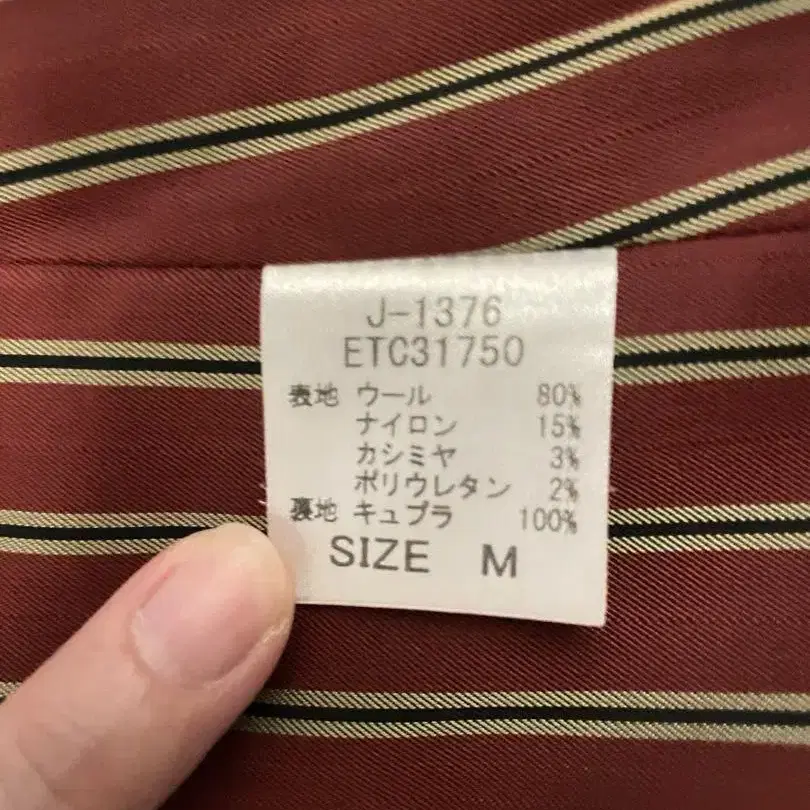 J-1376
ETC31750
表地 ウール 80%
ナイロン 15%
カシミヤ 3%
ポリウレタン 2%
裏地 キュプラ 100%
SIZE M